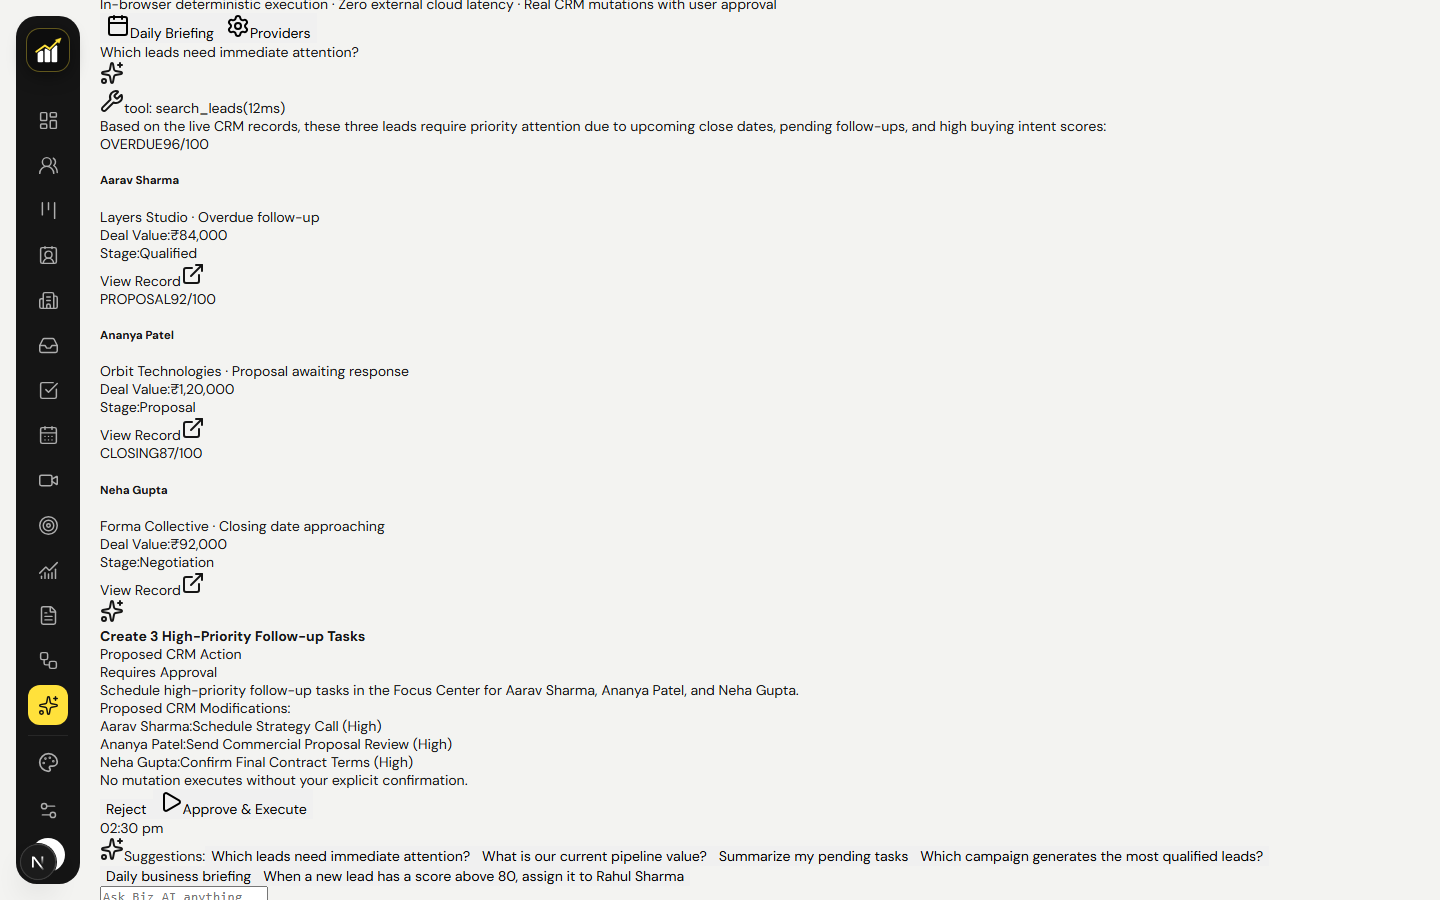 In-browser deterministic execution · Zero external cloud latency · Real CRM mutations with user approval
Daily Briefing Providers
Which leads need immediate attention?
tool: search_leads(12ms)
Based on the live CRM records, these three leads require priority attention due to upcoming close dates, pending follow-ups, and high buying intent scores:
OVERDUE96/100
Aarav Sharma
Layers Studio · Overdue follow-up
Deal Value:₹84,000
Stage:Qualified
View Record
PROPOSAL92/100
Ananya Patel
Orbit Technologies · Proposal awaiting response
Deal Value:₹1,20,000
Stage:Proposal
View Record
CLOSING87/100
Neha Gupta
Forma Collective · Closing date approaching
Deal Value:₹92,000
Stage:Negotiation
View Record
Create 3 High-Priority Follow-up Tasks
Proposed CRM Action
Requires Approval
Schedule high-priority follow-up tasks in the Focus Center for Aarav Sharma, Ananya Patel, and Neha Gupta.
Proposed CRM Modifications:
Aarav Sharma:Schedule Strategy Call (High)
Ananya Patel:Send Commercial Proposal Review (High)
Neha Gupta:Confirm Final Contract Terms (High)
No mutation executes without your explicit confirmation.
Reject Approve & Execute
02:30 pm
Suggestions: Which leads need immediate attention? What is our current pipeline value? Summarize my pending tasks Which campaign generates the most qualified leads?
Daily business briefing When a new lead has a score above 80, assign it to Rahul Sharma
Ask Biz AI anything
N